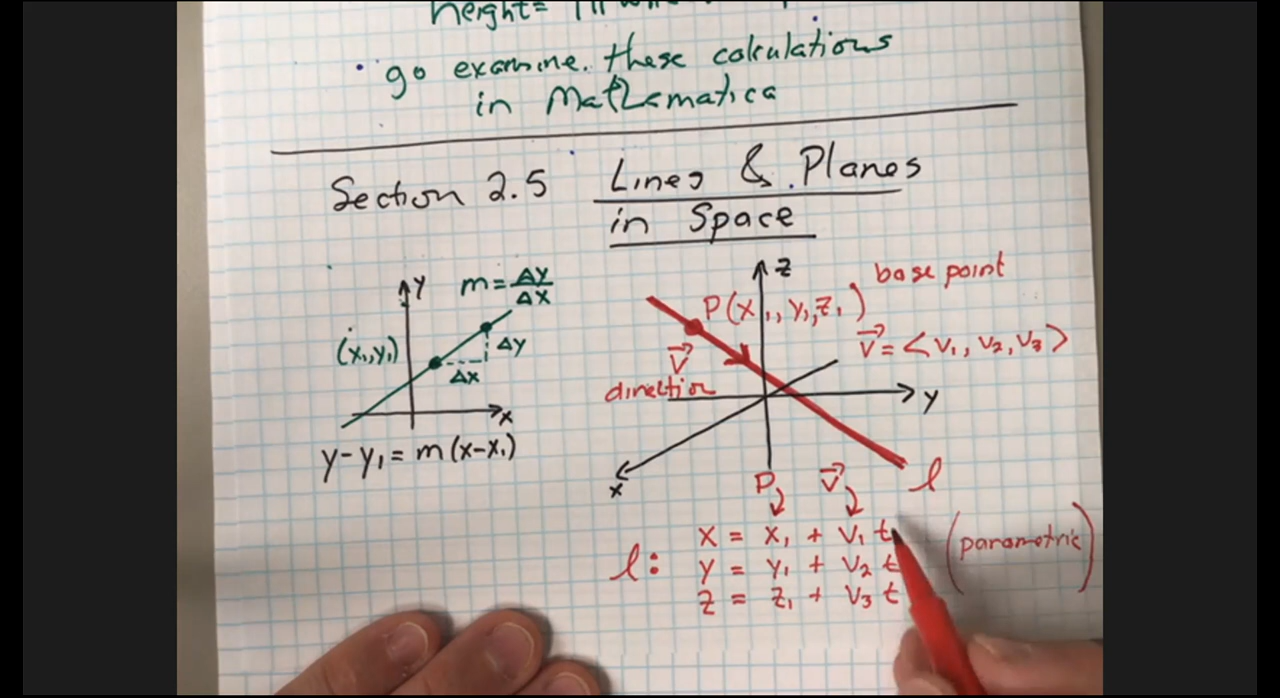 height =
• go examine these calculations
in Mathematica
Section 2.5 Lines & Planes
in Space
y
m = Δy/Δx
(x₁,y₁)
Δy
Δx
x
y-y₁ = m(x-x₁)
z
base point
P(x₁, y₁, z₁)
v⃗ = <v₁, v₂, v₃>
v⃗
direction
y
x
P v⃗
l
l:
x = x₁ + v₁ t
y = y₁ + v₂ t
z = z₁ + v₃ t
(parametric)